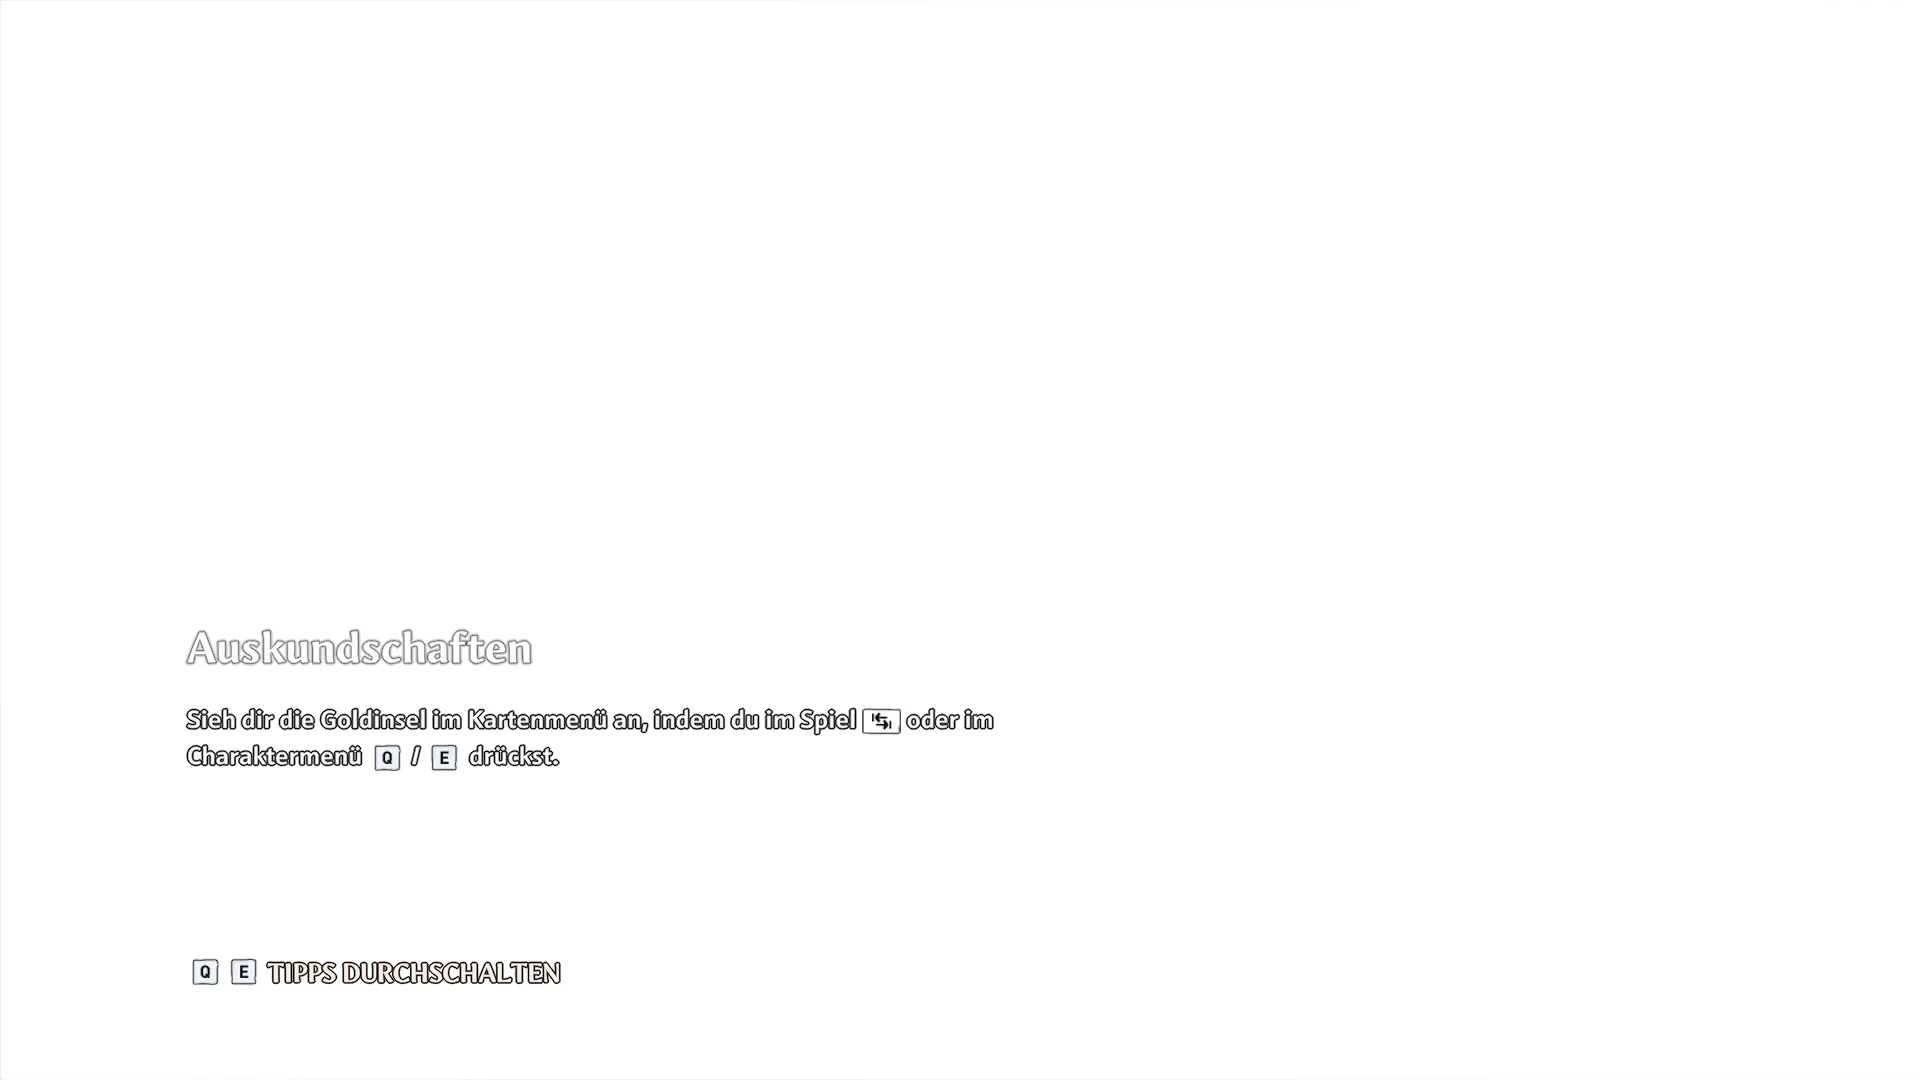 Auskundschaften
Sieh dir die Goldinsel im Kartenmenü an, indem du im Spiel ↹ oder im
Charaktermenü Q / E drückst.
Q E TIPPS DURCHSCHALTEN